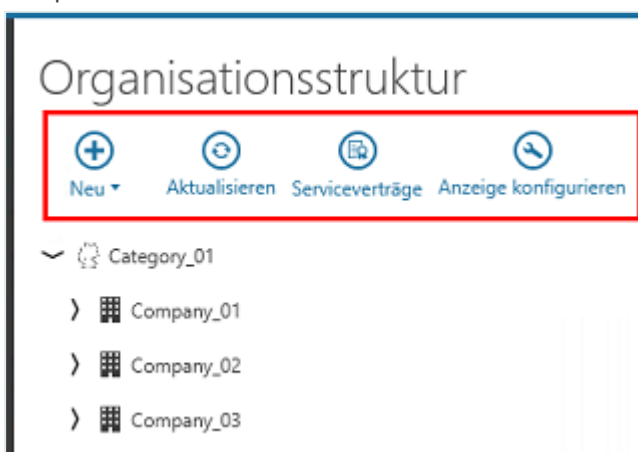 Organisationsstruktur
Neu Aktualisieren Serviceverträge Anzeige konfigurieren
Category_01
Company_01
Company_02
Company_03